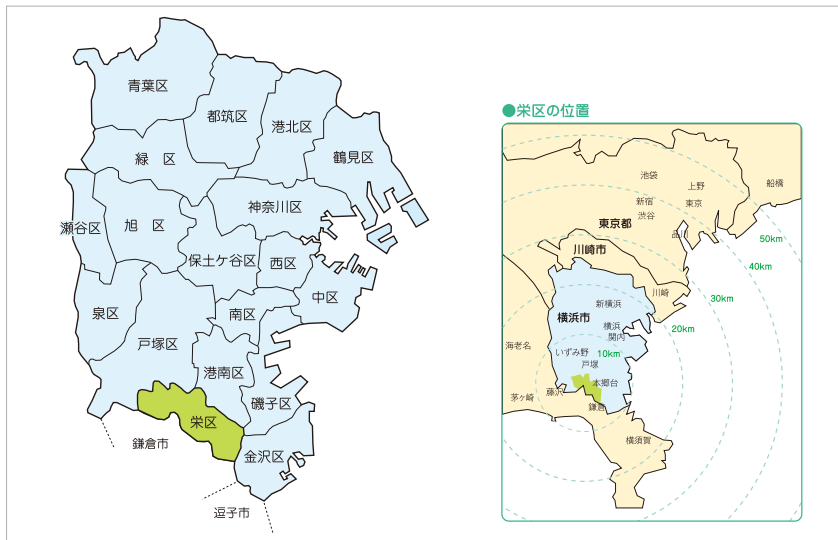 青葉区
都筑区
港北区
鶴見区
緑 区
神奈川区
瀬谷区
旭 区
保土ケ谷区
西区
中区
泉区
南区
戸塚区
港南区
磯子区
栄区
金沢区
鎌倉市
逗子市
●栄区の位置
池袋
上野
船橋
新宿
東京
渋谷
東京都
品川
50km
川崎市
40km
川崎
30km
新横浜
横浜市
横浜
20km
関内
海老名
いずみ野
10km
戸塚
本郷台
藤沢
茅ヶ崎
鎌倉
横須賀